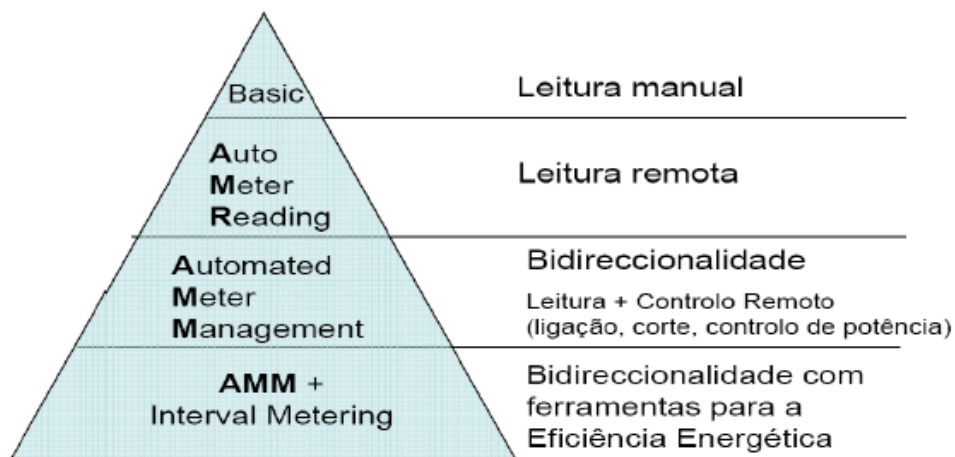 Basic
Leitura manual
Auto
Meter
Reading
Leitura remota
Automated
Meter
Management
Bidireccionalidade
Leitura + Controlo Remoto
(ligação, corte, controlo de potência)
AMM +
Interval Metering
Bidireccionalidade com
ferramentas para a
Eficiência Energética